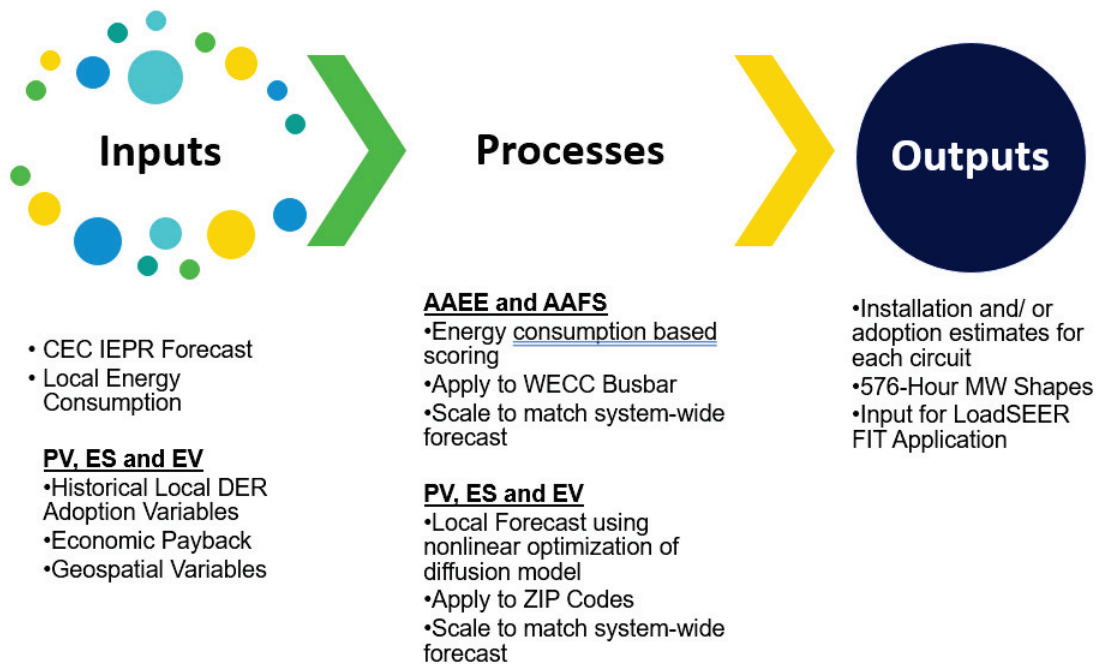 Inputs
• CEC IEPR Forecast
• Local Energy
Consumption
PV, ES and EV
•Historical Local DER
Adoption Variables
•Economic Payback
•Geospatial Variables
Processes
AAEE and AAFS
•Energy consumption based
scoring
•Apply to WECC Busbar
•Scale to match system-wide
forecast
PV, ES and EV
•Local Forecast using
nonlinear optimization of
diffusion model
•Apply to ZIP Codes
•Scale to match system-wide
forecast
Outputs
•Installation and/ or
adoption estimates for
each circuit
•576-Hour MW Shapes
•Input for LoadSEER
FIT Application